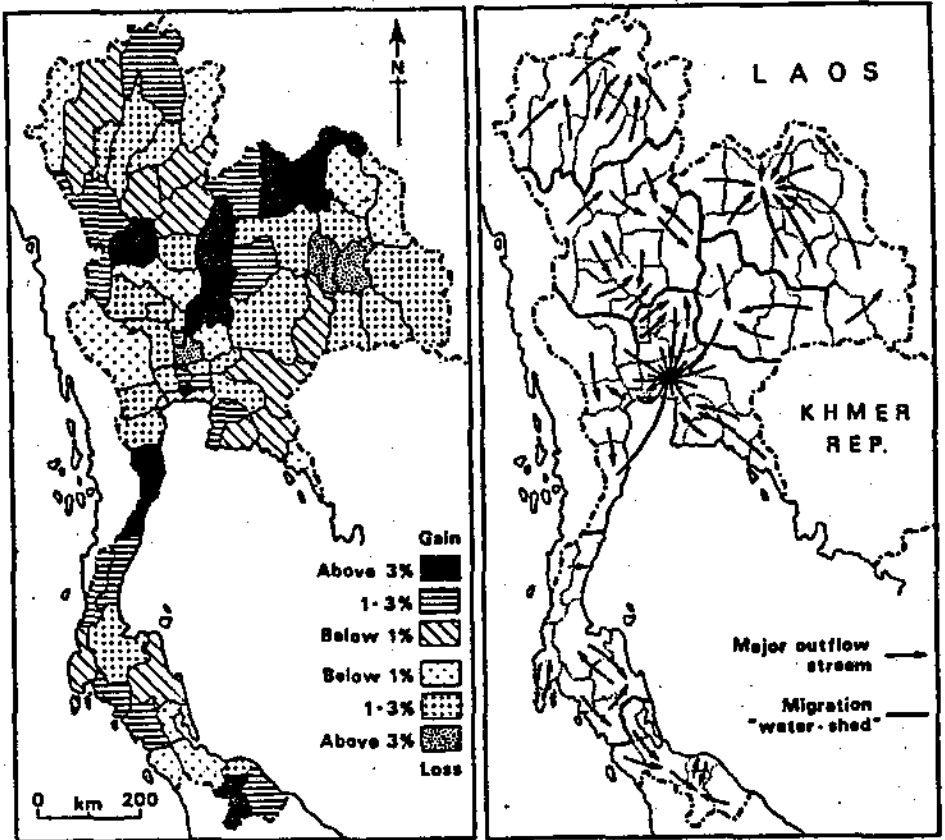 N
Gain
Above 3%
1-3%
Below 1%
Below 1%
1-3%
Above 3%
Loss
0 km 200
LAOS
KHMER
REP.
Major outflow
stream
Migration
"water-shed"